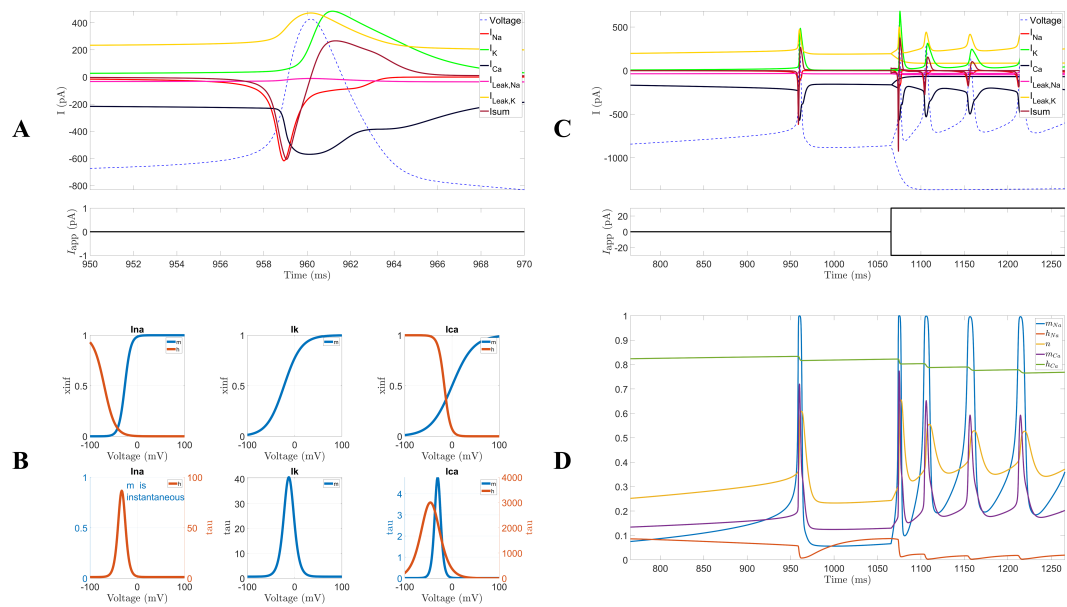 A
I (pA)
400
200
0
-200
-400
-600
-800
Voltage
I_Na
I_K
I_Ca
I_Leak,Na
I_Leak,K
Isum
I_app (pA)
1
0
-1
950 952 954 956 958 960 962 964 966 968 970
Time (ms)
C
I (pA)
500
0
-500
-1000
Voltage
I_Na
I_K
I_Ca
I_Leak,Na
I_Leak,K
Isum
I_app (pA)
20
0
-20
800 850 900 950 1000 1050 1100 1150 1200 1250
Time (ms)
B
Ina
xinf
1
0.5
0
m
h
-100 0 100
Voltage (mV)
Ik
1
0.5
0
m
-100 0 100
Voltage (mV)
Ica
1
0.5
0
m
h
-100 0 100
Voltage (mV)
Ina
1
0.5
0
m is
instantaneous
h
100
50
0
tau
-100 0 100
Voltage (mV)
Ik
tau
40
30
20
10
0
m
-100 0 100
Voltage (mV)
Ica
tau
4
3
2
1
0
m
h
4000
3000
2000
1000
0
tau
-100 0 100
Voltage (mV)
D
1
0.9
0.8
0.7
0.6
0.5
0.4
0.3
0.2
0.1
0
m_Na
h_Na
n
m_Ca
h_Ca
800 850 900 950 1000 1050 1100 1150 1200 1250
Time (ms)